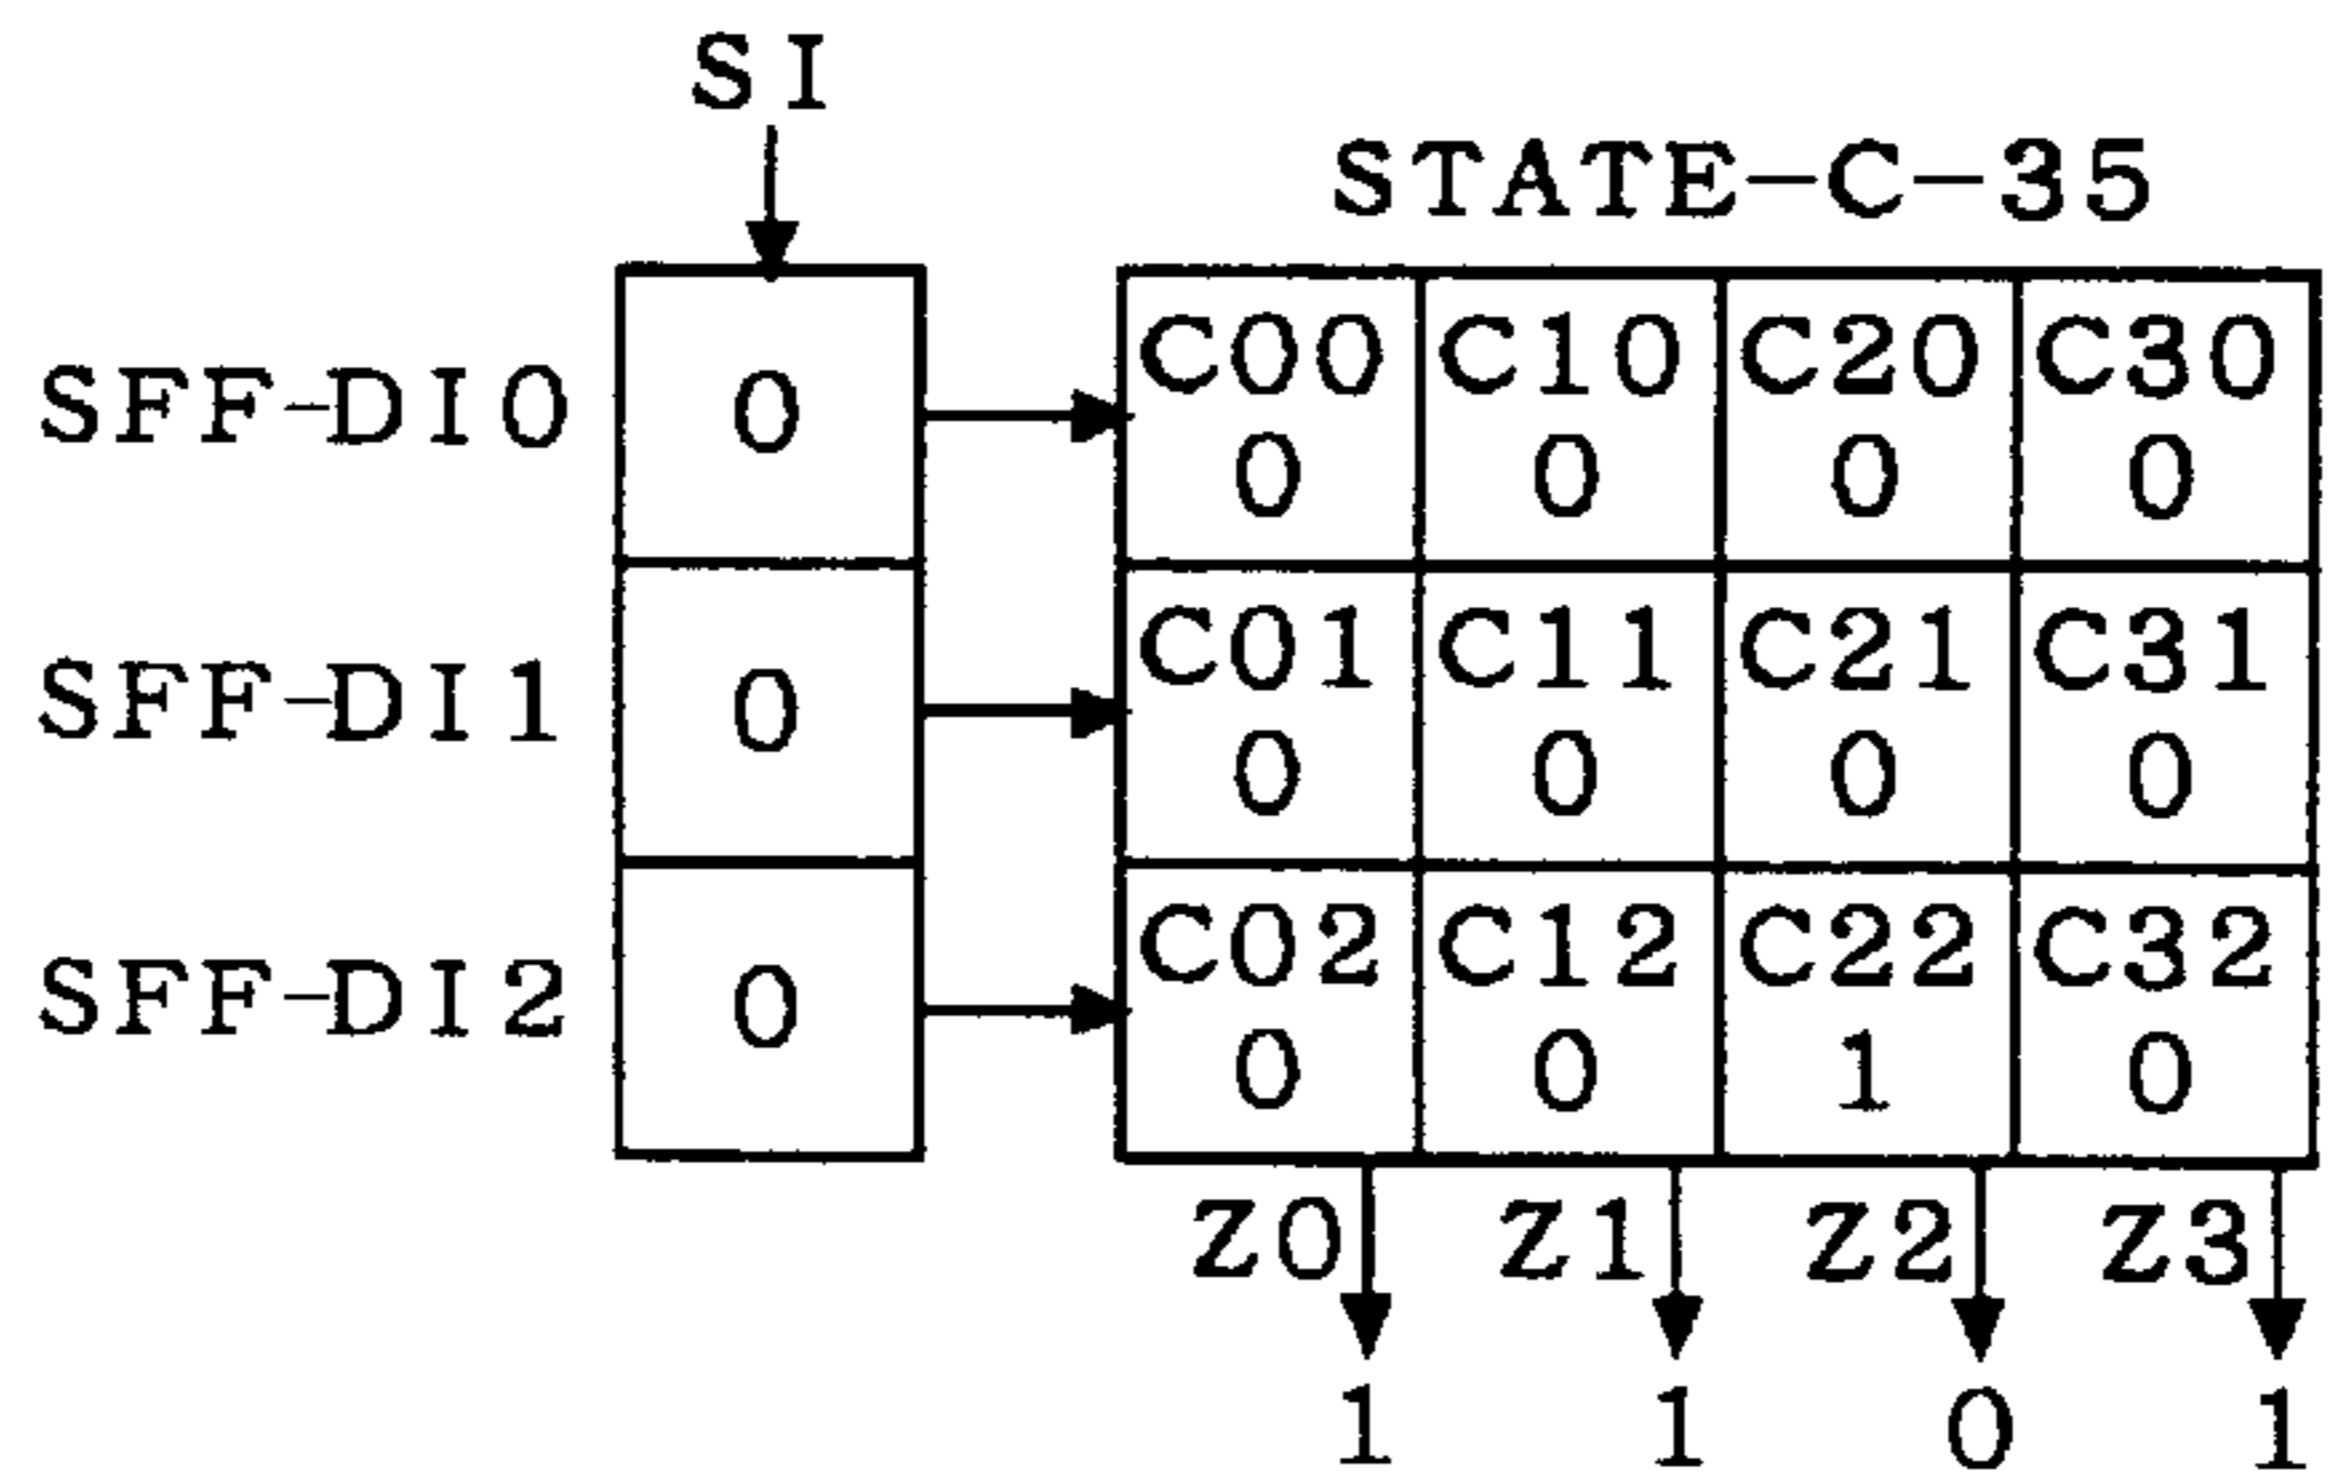 SI
STATE-C-35
C00 C10 C20 C30
SFF-DI0 0 0 0 0 0
C01 C11 C21 C31
SFF-DI1 0 0 0 0 0
C02 C12 C22 C32
SFF-DI2 0 0 0 1 0
Z0 Z1 Z2 Z3
1 1 0 1